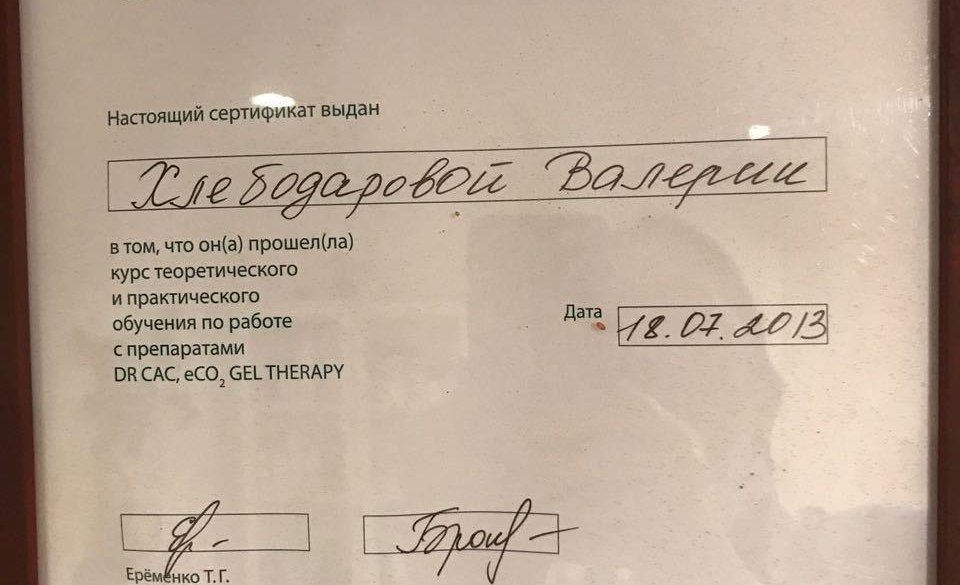 Настоящий сертификат выдан
Хлебодаровой Валерии
в том, что он(а) прошел(ла)
курс теоретического
и практического
обучения по работе
с препаратами
DR CAC, eCO₂ GEL THERAPY
Дата
18.07.2013
Ерёменко Т.Г.